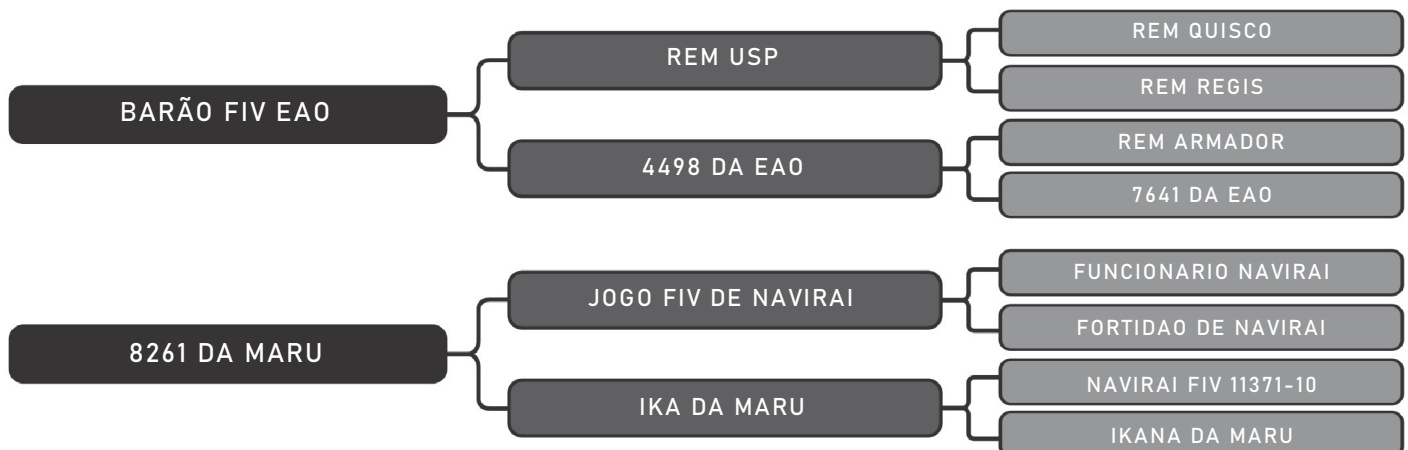 BARÃO FIV EAO
REM USP
4498 DA EAO
REM QUISCO
REM REGIS
REM ARMADOR
7641 DA EAO
8261 DA MARU
JOGO FIV DE NAVIRAI
IKA DA MARU
FUNCIONARIO NAVIRAI
FORTIDAO DE NAVIRAI
NAVIRAI FIV 11371-10
IKANA DA MARU